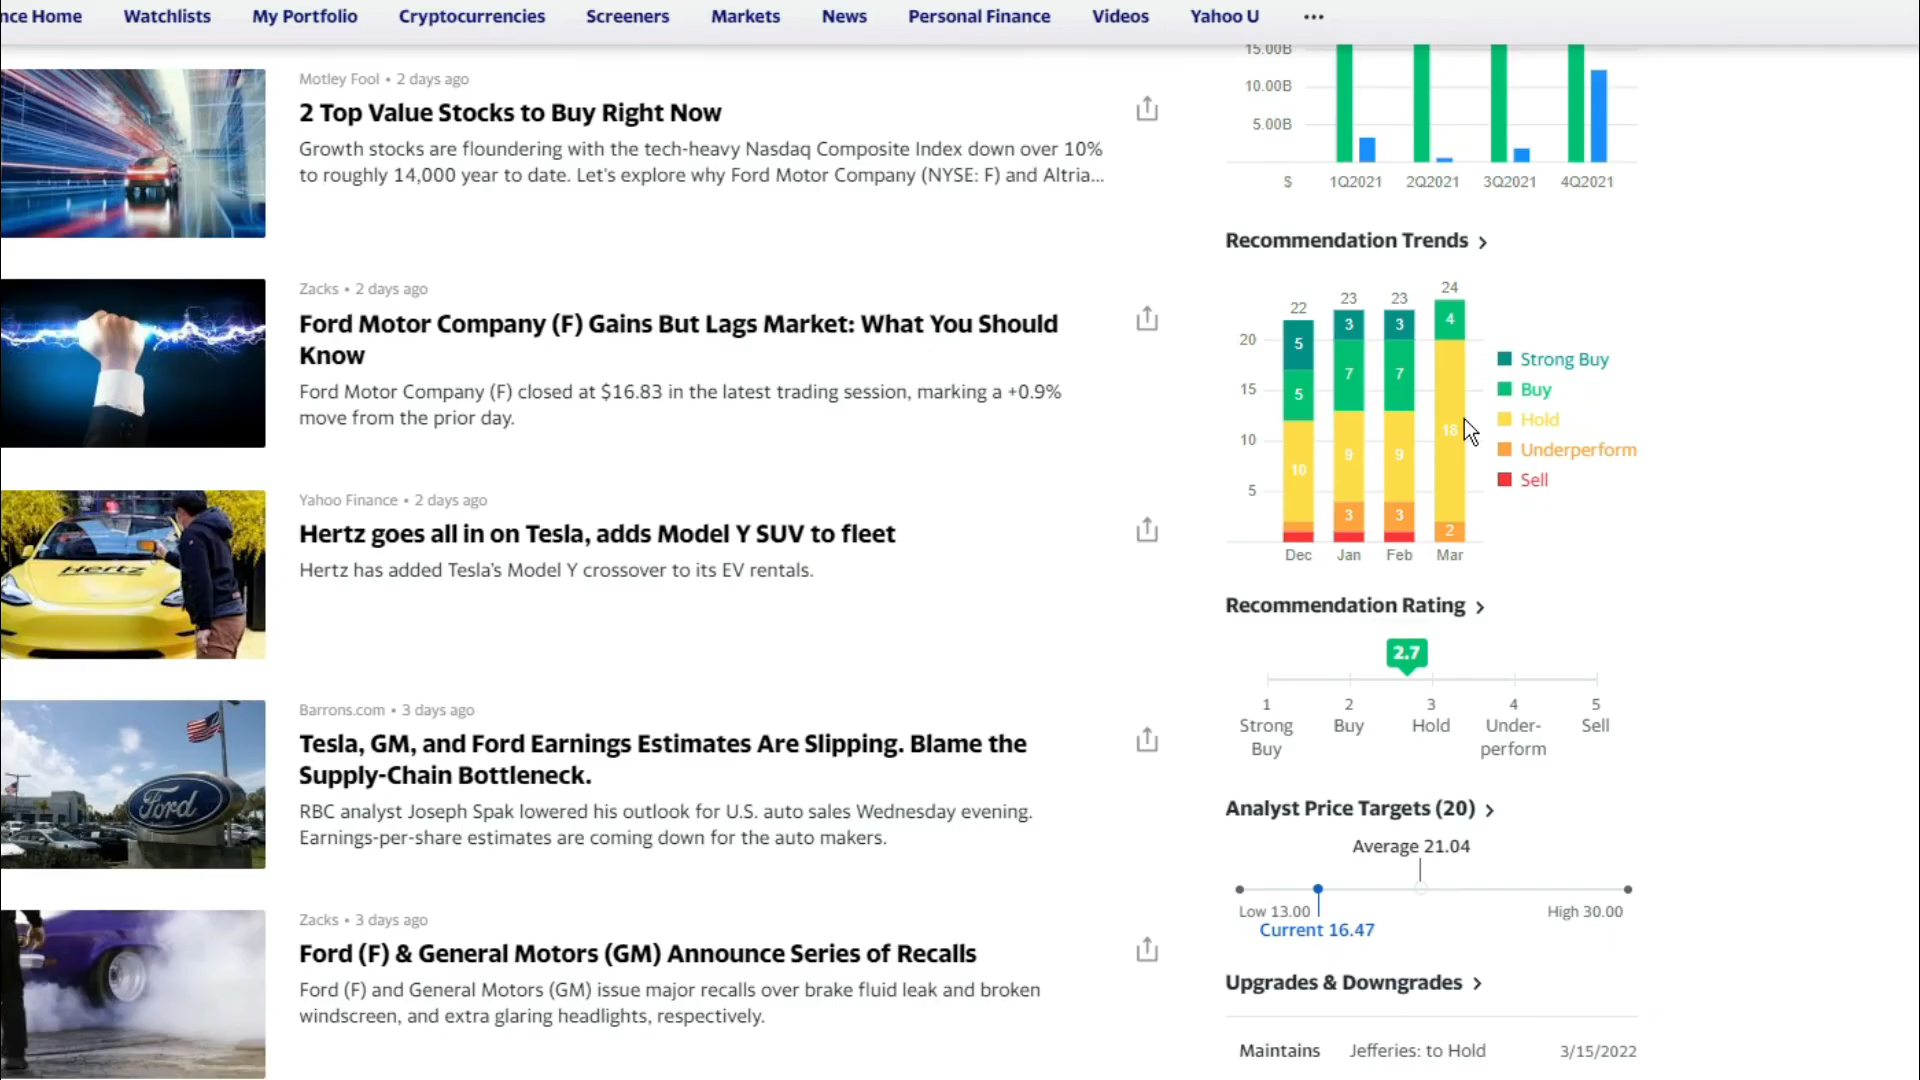 nce Home Watchlists My Portfolio Cryptocurrencies Screeners Markets News Personal Finance Videos Yahoo U ...
Motley Fool • 2 days ago
2 Top Value Stocks to Buy Right Now
Growth stocks are floundering with the tech-heavy Nasdaq Composite Index down over 10%
to roughly 14,000 year to date. Let's explore why Ford Motor Company (NYSE: F) and Altria...
Zacks • 2 days ago
Ford Motor Company (F) Gains But Lags Market: What You Should
Know
Ford Motor Company (F) closed at $16.83 in the latest trading session, marking a +0.9%
move from the prior day.
Hertz
Yahoo Finance • 2 days ago
Hertz goes all in on Tesla, adds Model Y SUV to fleet
Hertz has added Tesla's Model Y crossover to its EV rentals.
Ford
Barrons.com • 3 days ago
Tesla, GM, and Ford Earnings Estimates Are Slipping. Blame the
Supply-Chain Bottleneck.
RBC analyst Joseph Spak lowered his outlook for U.S. auto sales Wednesday evening.
Earnings-per-share estimates are coming down for the auto makers.
Zacks • 3 days ago
Ford (F) & General Motors (GM) Announce Series of Recalls
Ford (F) and General Motors (GM) issue major recalls over brake fluid leak and broken
windscreen, and extra glaring headlights, respectively.
15.00B
10.00B
5.00B
$ 1Q2021 2Q2021 3Q2021 4Q2021
Recommendation Trends >
22 23 23 24
20
15
10
5
5 3 3 4
5 7 7
10 9 9 18
3 3 2
Dec Jan Feb Mar
Strong Buy
Buy
Hold
Underperform
Sell
Recommendation Rating >
2.7
1 2 3 4 5
Strong Buy Hold Under- Sell
Buy perform
Analyst Price Targets (20) >
Average 21.04
Low 13.00 High 30.00
Current 16.47
Upgrades & Downgrades >
Maintains Jefferies: to Hold 3/15/2022